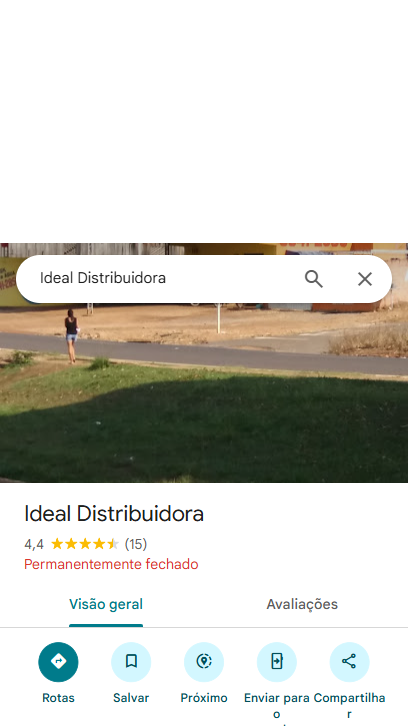 Ideal Distribuidora
Ideal Distribuidora
4,4 (15)
Permanentemente fechado
Visão geral
Avaliações
Rotas
Salvar
Próximo
Enviar para
o
Compartilha
r